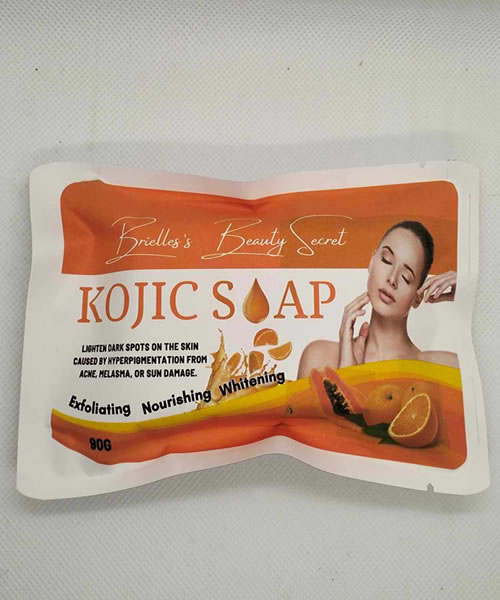 Brielles's Beauty Secret
KOJIC SOAP
LIGHTEN DARK SPOTS ON THE SKIN
CAUSED BY HYPERPIGMENTATION FROM
ACNE, MELASMA, OR SUN DAMAGE.
Exfoliating Nourishing Whitening
90G